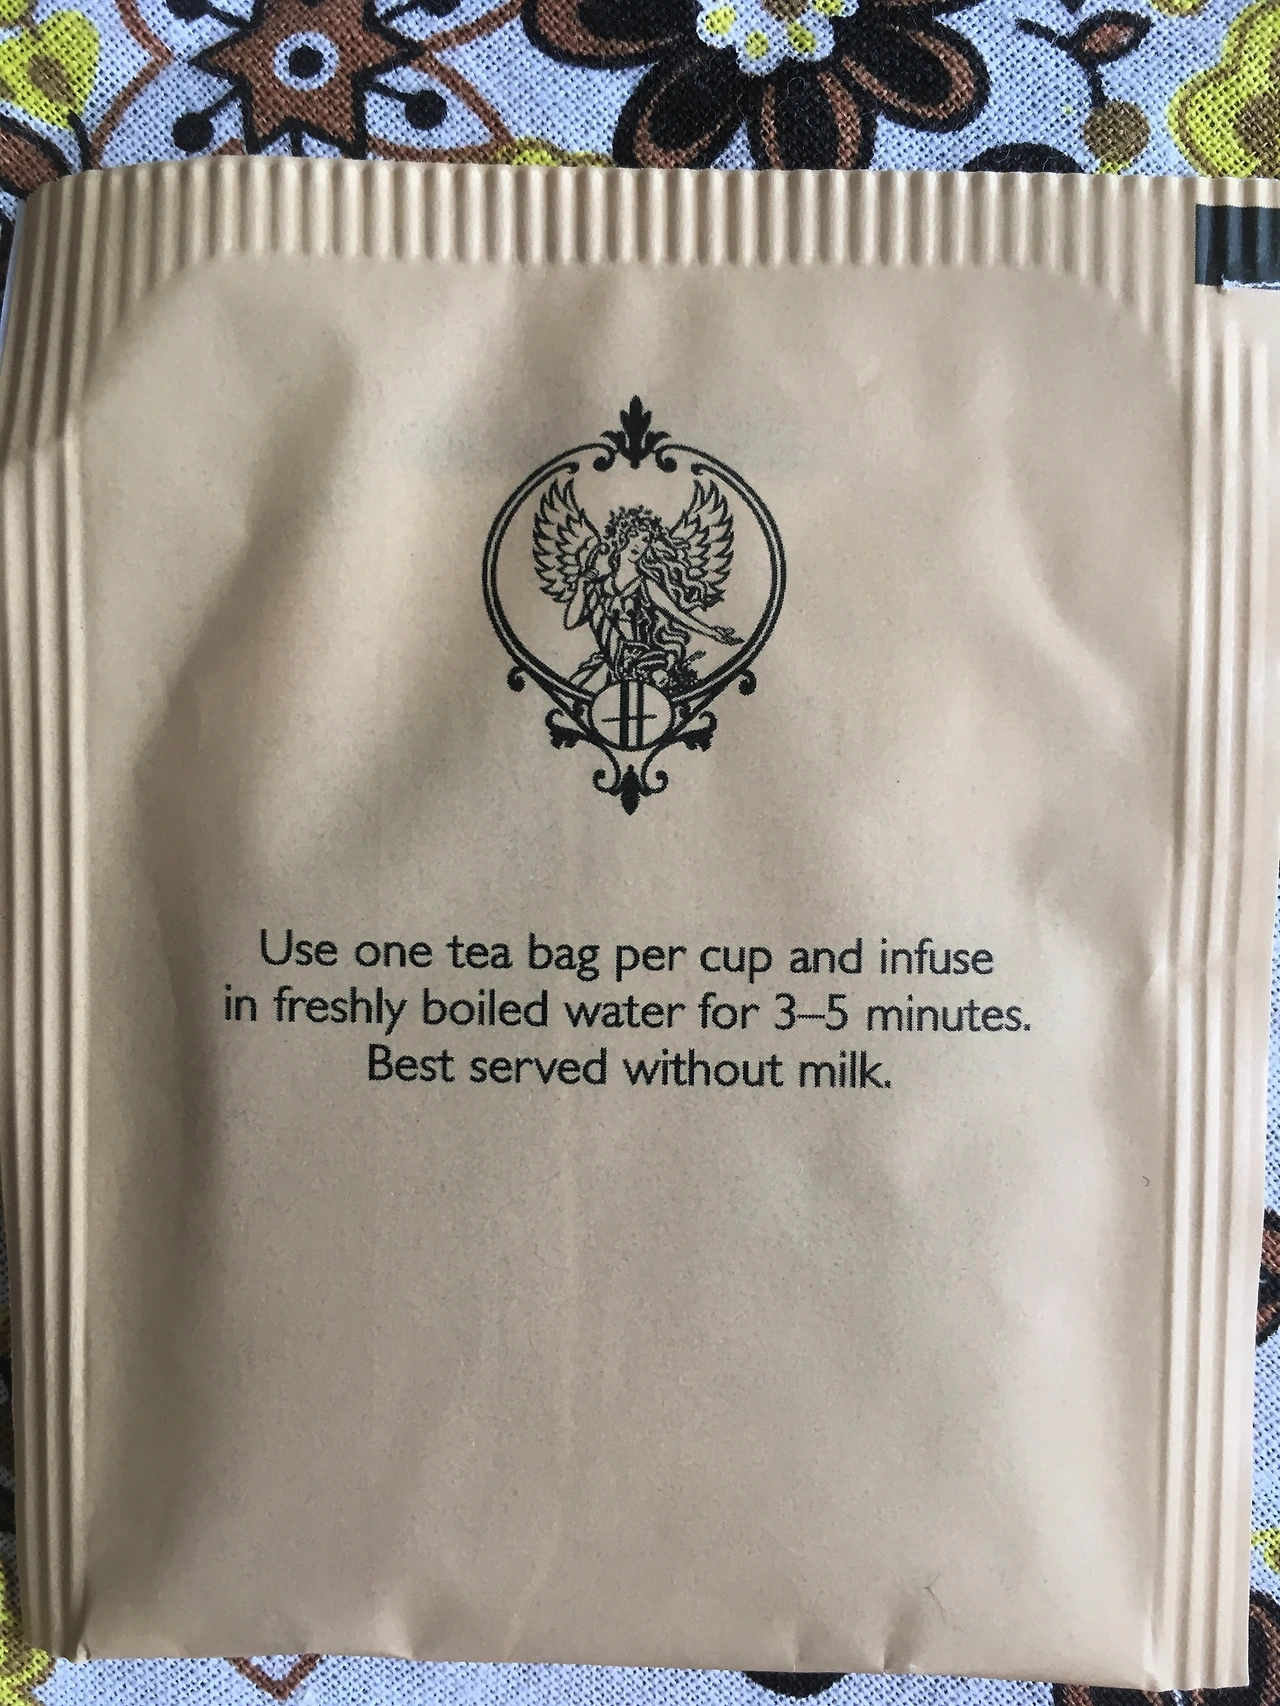 Use one tea bag per cup and infuse
in freshly boiled water for 3–5 minutes.
Best served without milk.